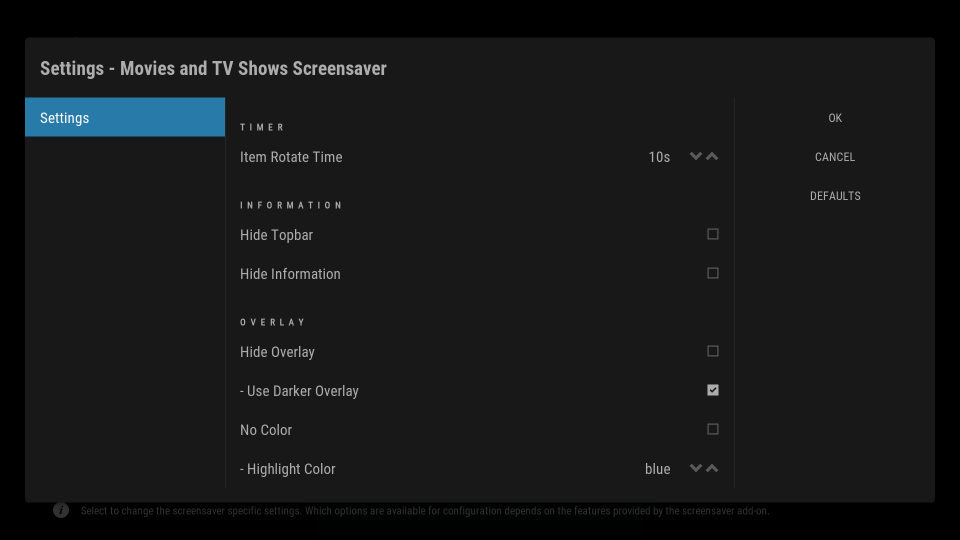 Settings - Movies and TV Shows Screensaver
Settings
TIMER
Item Rotate Time 10s
INFORMATION
Hide Topbar
Hide Information
OVERLAY
Hide Overlay
- Use Darker Overlay
No Color
- Highlight Color blue
OK
CANCEL
DEFAULTS
Select to change the screensaver specific settings. Which options are available for configuration depends on the features provided by the screensaver add-on.